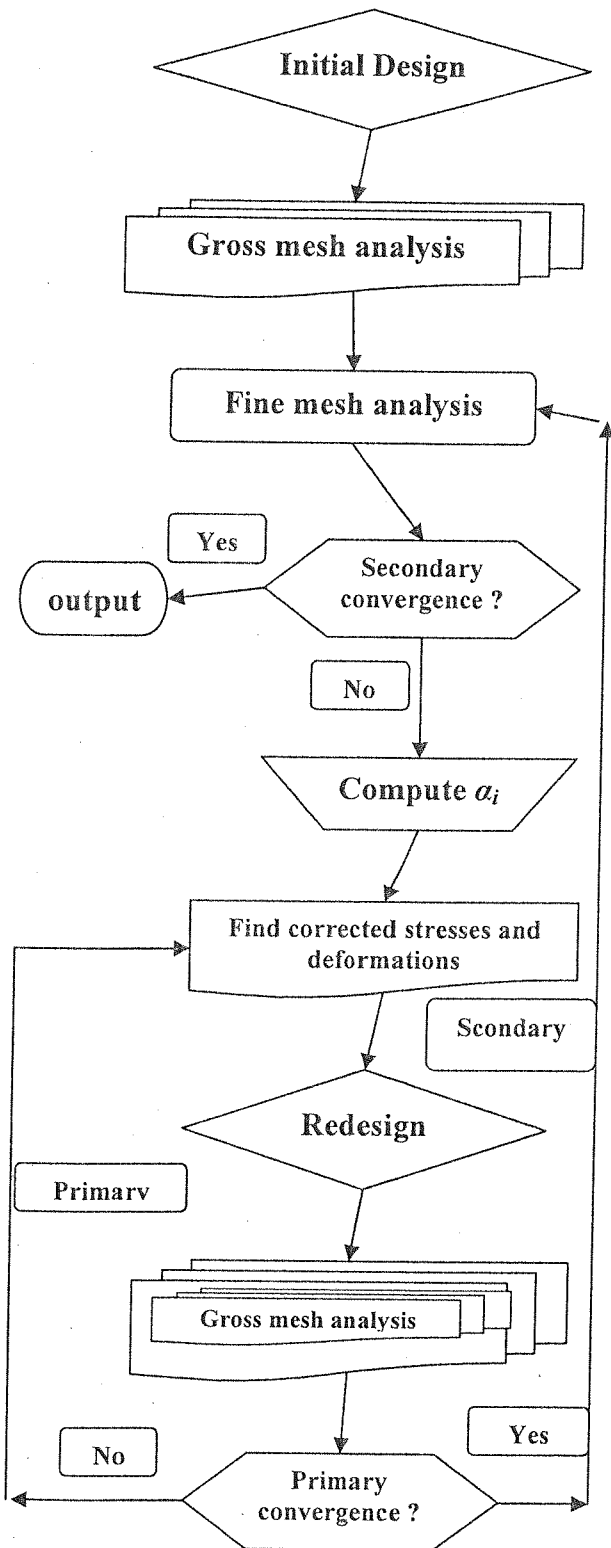 Initial Design
Gross mesh analysis
Fine mesh analysis
Yes
Secondary
convergence ?
output
No
Compute αi
Find corrected stresses and
deformations
Scondary
Redesign
Primarv
Gross mesh analysis
Yes
No
Primary
convergence ?